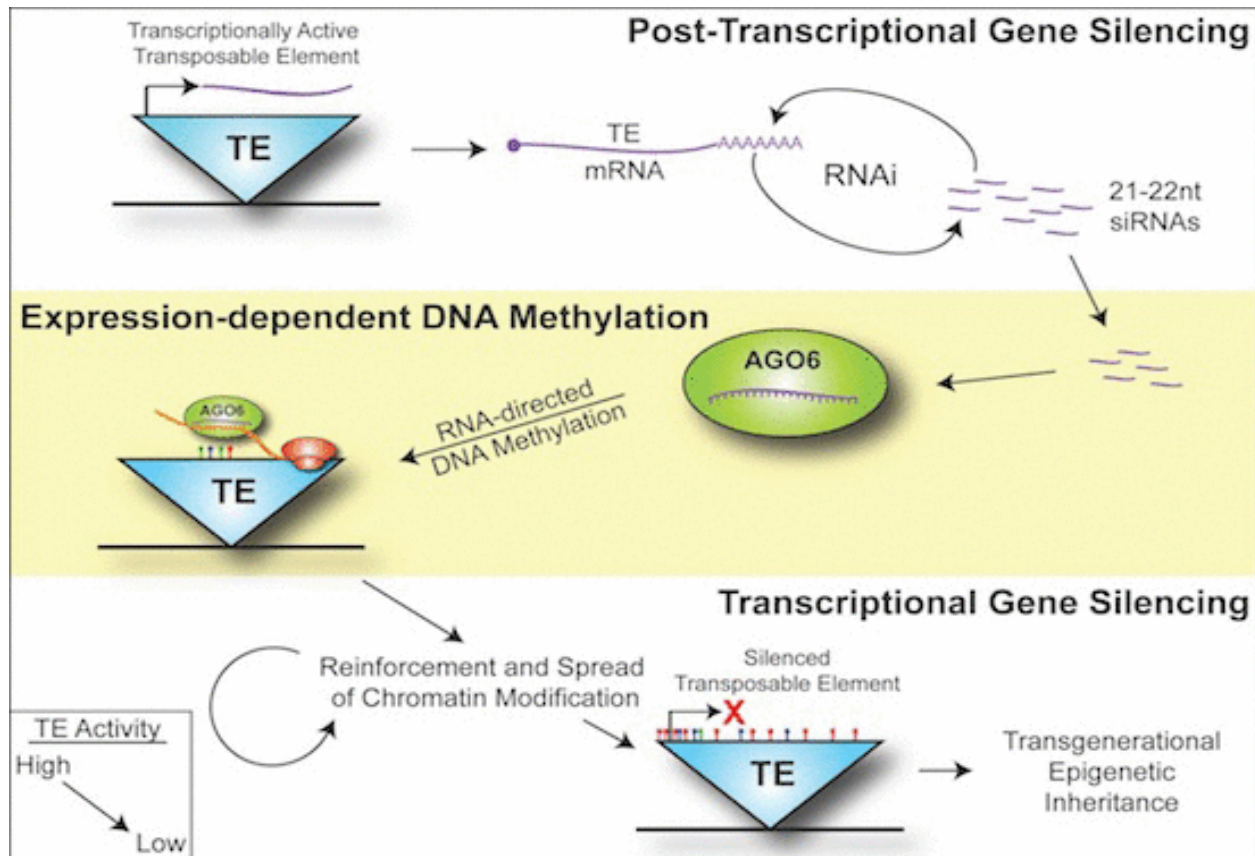 Post-Transcriptional Gene Silencing
Transcriptionally Active
Transposable Element
TE
TE
mRNA
AAAAAAA
RNAi
21-22nt
siRNAs
Expression-dependent DNA Methylation
AGO6
RNA-directed
DNA Methylation
AGO6
TE
Transcriptional Gene Silencing
Reinforcement and Spread
of Chromatin Modification
Silenced
Transposable Element
X
TE
Transgenerational
Epigenetic
Inheritance
TE Activity
High
Low